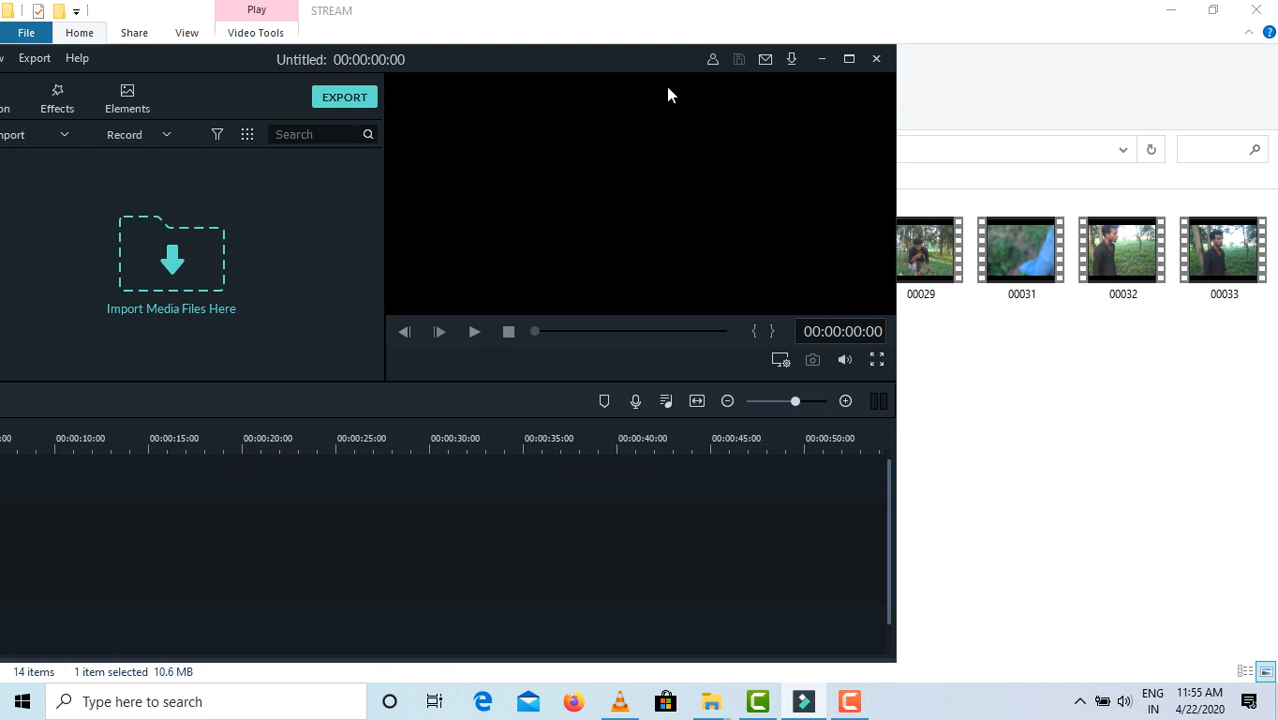 Play
STREAM
File
Home
Share
View
Video Tools
Export
Help
Untitled: 00:00:00:00
Effects
Elements
EXPORT
Record
Search
Import Media Files Here
00:00:00:00
00029
00031
00032
00033
00:00:10:00
00:00:15:00
00:00:20:00
00:00:25:00
00:00:30:00
00:00:35:00
00:00:40:00
00:00:45:00
00:00:50:00
14 items
1 item selected 10.6 MB
Type here to search
ENG
IN
11:55 AM
4/22/2020